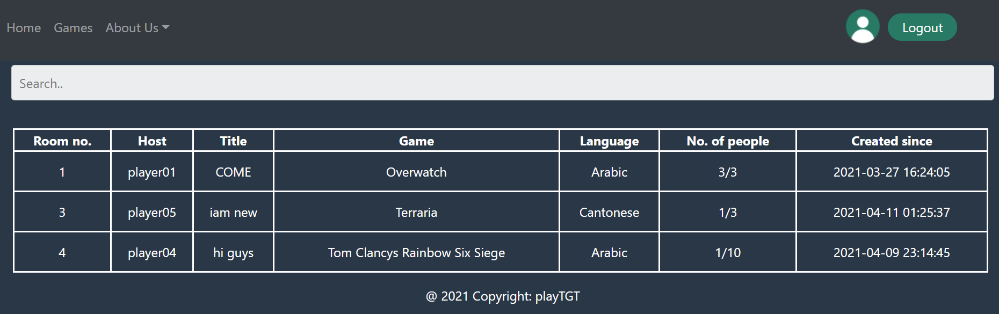 Home Games About Us Logout
Search..
Room no. Host Title Game Language No. of people Created since
1 player01 COME Overwatch Arabic 3/3 2021-03-27 16:24:05
3 player05 iam new Terraria Cantonese 1/3 2021-04-11 01:25:37
4 player04 hi guys Tom Clancys Rainbow Six Siege Arabic 1/10 2021-04-09 23:14:45
@ 2021 Copyright: playTGT